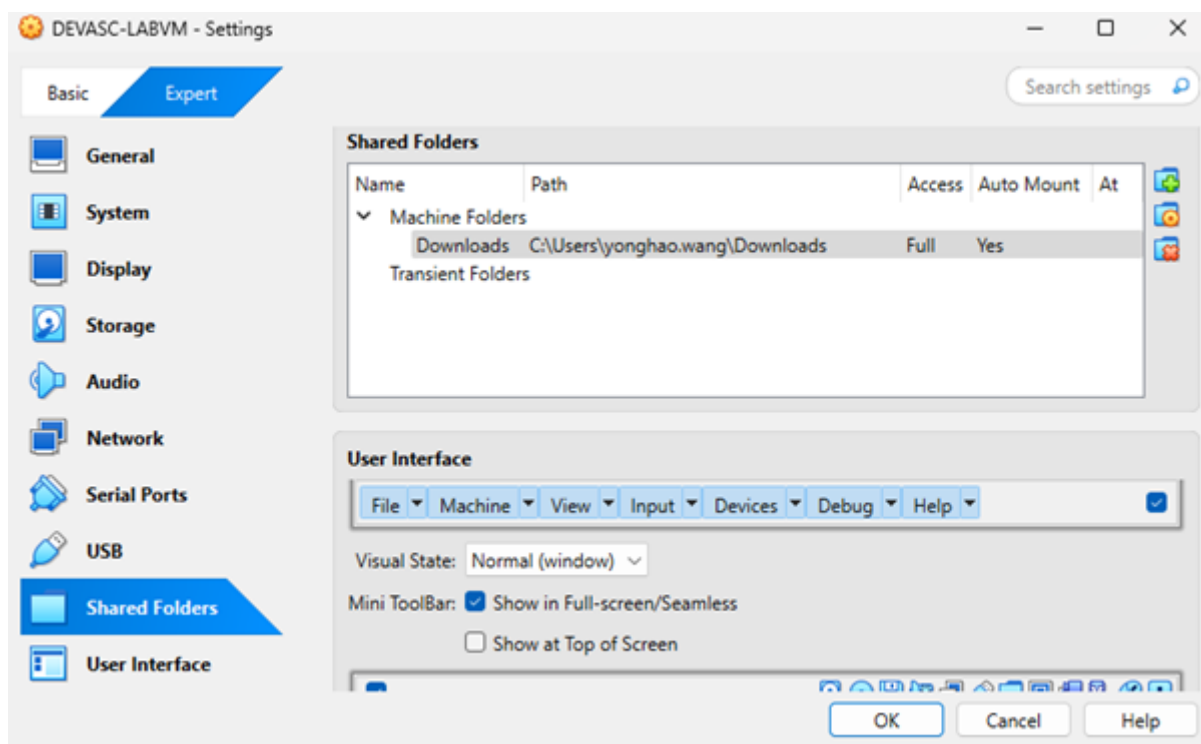 DEVASC-LABVM - Settings
Basic
Expert
Search settings
General
System
Display
Storage
Audio
Network
Serial Ports
USB
Shared Folders
User Interface
Shared Folders
Name Path Access Auto Mount At
Machine Folders
Downloads C:\Users\yonghao.wang\Downloads Full Yes
Transient Folders
User Interface
File Machine View Input Devices Debug Help
Visual State: Normal (window)
Mini ToolBar: Show in Full-screen/Seamless
Show at Top of Screen
OK Cancel Help